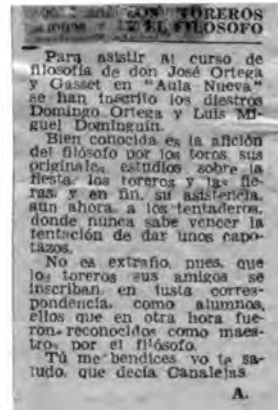 LOS TOREROS
Y EL FILOSOFO
Para asistir al curso de
filosofía de don José Ortega
y Gasset en "Aula Nueva"
se han inscrito los diestros
Domingo Ortega y Luis Mi-
guel Dominguín.
Bien conocida es la afición
del filósofo por los toros, sus
originales estudios sobre la
fiesta, los toreros y las fie-
ras, y en fin, su asistencia,
aun ahora, a los tentaderos,
donde nunca sabe vencer la
tentación de dar unos capo-
tazos.
No es extraño, pues, que
los toreros sus amigos se
inscriban, en justa corres-
pondencia, como alumnos,
ellos que en otra hora fue-
ron reconocidos como maes-
tros por el filósofo.
Tú me bendices yo te sa-
ludo, que decía Canalejas.
A.